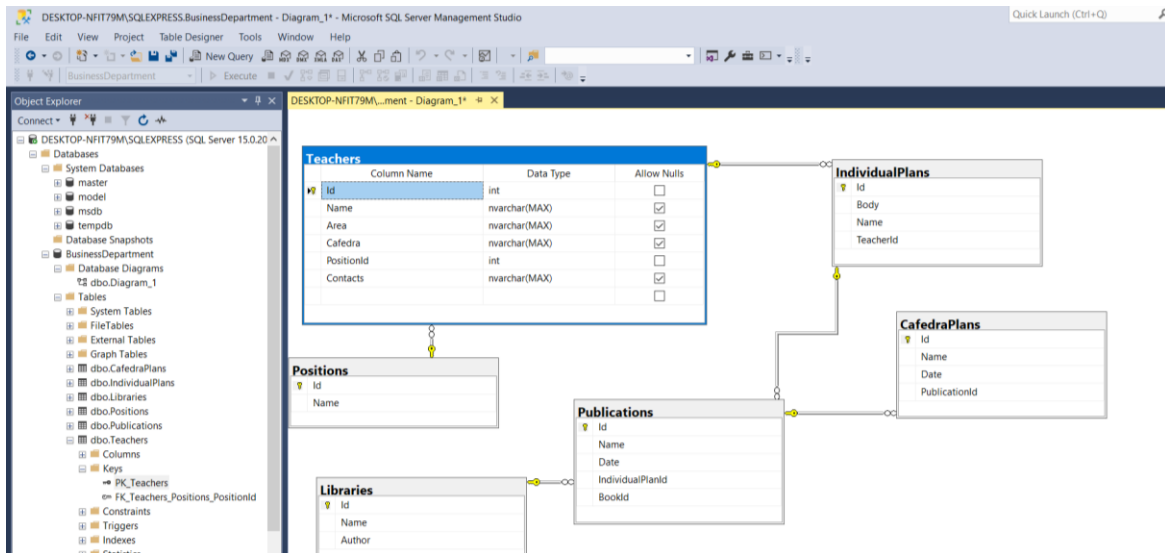 DESKTOP-NFIT79M\SQLEXPRESS.BusinessDepartment - Diagram_1* - Microsoft SQL Server Management Studio
Quick Launch (Ctrl+Q)
File Edit View Project Table Designer Tools Window Help
New Query
BusinessDepartment Execute
Object Explorer
DESKTOP-NFIT79M\...ment - Diagram_1*
Connect
DESKTOP-NFIT79M\SQLEXPRESS (SQL Server 15.0.20
Databases
System Databases
master
model
msdb
tempdb
Database Snapshots
BusinessDepartment
Database Diagrams
dbo.Diagram_1
Tables
System Tables
FileTables
External Tables
Graph Tables
dbo.CafedraPlans
dbo.IndividualPlans
dbo.Libraries
dbo.Positions
dbo.Publications
dbo.Teachers
Columns
Keys
PK_Teachers
FK_Teachers_Positions_PositionId
Constraints
Triggers
Indexes
Statistics
Teachers
Column Name Data Type Allow Nulls
Id int
Name nvarchar(MAX)
Area nvarchar(MAX)
Cafedra nvarchar(MAX)
PositionId int
Contacts nvarchar(MAX)
IndividualPlans
Id
Body
Name
TeacherId
CafedraPlans
Id
Name
Date
PublicationId
Positions
Id
Name
Publications
Id
Name
Date
IndividualPlanId
BookId
Libraries
Id
Name
Author